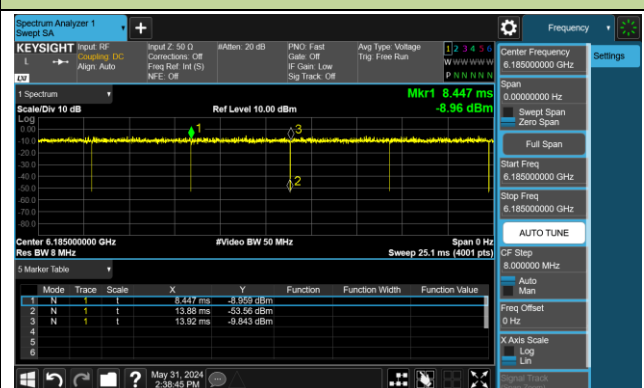 Spectrum Analyzer 1
Swept SA
+
Frequency
KEYSIGHT
L
LXI
Input: RF
Coupling: DC
Align: Auto
Input Z: 50 Ω
Corrections: Off
Freq Ref: Int (S)
NFE: Off
#Atten: 20 dB
PNO: Fast
Gate: Off
IF Gain: Low
Sig Track: Off
Avg Type: Voltage
Trig: Free Run
1 2 3 4 5 6
W W W W W W
P N N N N N
Center Frequency
6.185000000 GHz
Settings
Span
0.00000000 Hz
Swept Span
Zero Span
Full Span
Start Freq
6.185000000 GHz
Stop Freq
6.185000000 GHz
AUTO TUNE
CF Step
8.000000 MHz
Auto
Man
Freq Offset
0 Hz
X Axis Scale
Log
Lin
Signal Track
1 Spectrum
Scale/Div 10 dB
Ref Level 10.00 dBm
Mkr1 8.447 ms
-8.96 dBm
Log
0.00
-10.0
-20.0
-30.0
-40.0
-50.0
-60.0
-70.0
-80.0
1
3
2
Center 6.185000 GHz
Res BW 8 MHz
#Video BW 50 MHz
Span 0 Hz
Sweep 25.1 ms (4001 pts)
5 Marker Table
Mode Trace Scale X Y Function Function Width Function Value
1 N 1 t 8.447 ms -8.959 dBm
2 N 1 t 13.88 ms -53.56 dBm
3 N 1 t 13.92 ms -9.843 dBm
4
5
6
?
May 31, 2024
2:38:45 PM